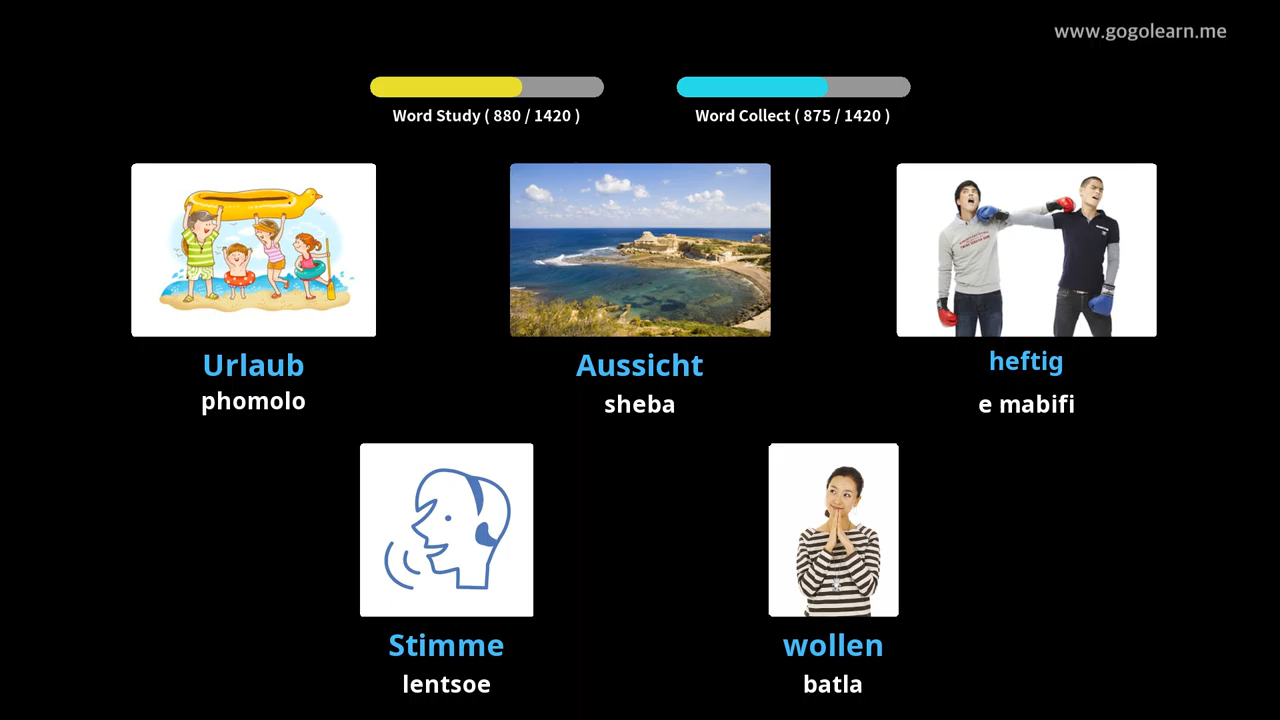 www.gogolearn.me
Word Study ( 880 / 1420 )
Word Collect ( 875 / 1420 )
Urlaub
phomolo
Aussicht
sheba
heftig
e mabifi
Stimme
lentsoe
wollen
batla